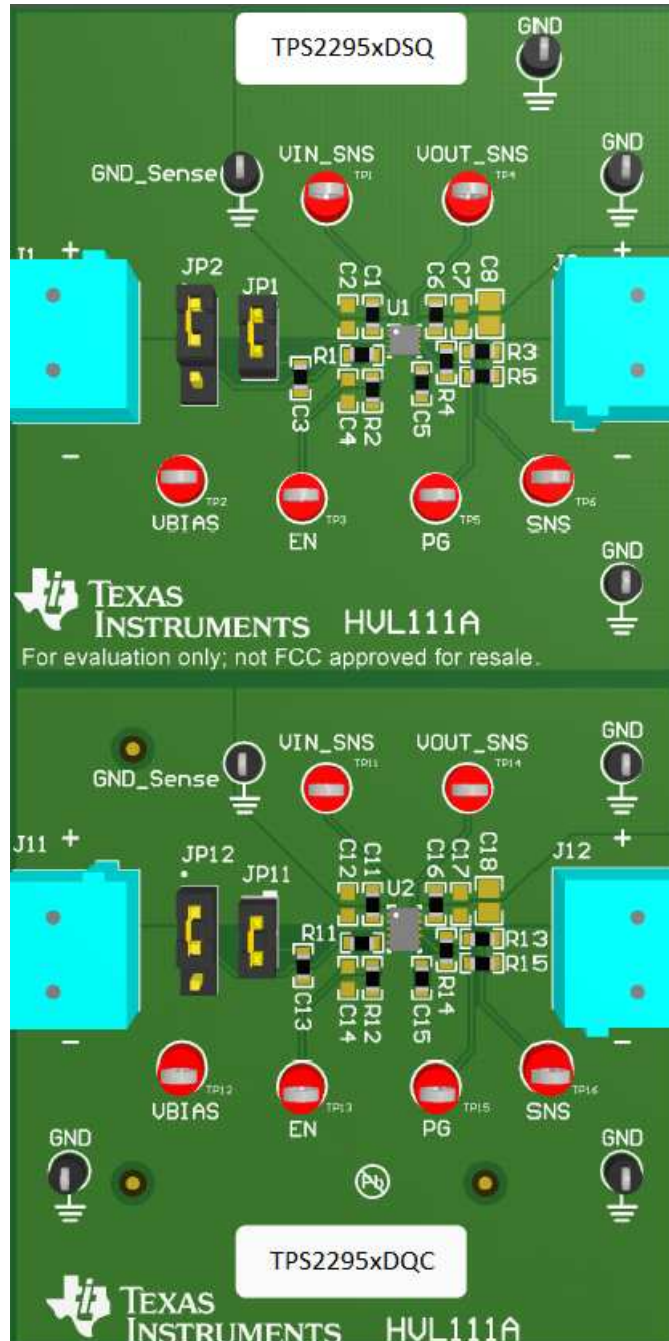 TPS2295xDSQ
GND
VIN_SNS
VOUT_SNS
GND
GND_Sense
TP1
TP4
J1
+
+
JP2
JP1
C2
C1
U1
C6
C7
C8
R1
R3
R5
C3
C4
R2
C5
R4
-
-
TP2
TP3
TP5
TP6
VBIAS
EN
PG
SNS
GND
TEXAS
INSTRUMENTS
HVL111A
For evaluation only; not FCC approved for resale.
VIN_SNS
VOUT_SNS
GND
GND_Sense
TP11
TP14
J11
+
+
J12
JP12
JP11
C12
C11
U2
C16
C17
C18
R11
R13
R15
C13
C14
R12
C15
R14
-
-
TP12
TP13
TP15
TP16
VBIAS
EN
PG
SNS
GND
GND
Pb
TPS2295xDQC
TEXAS
INSTRUMENTS
HVL111A